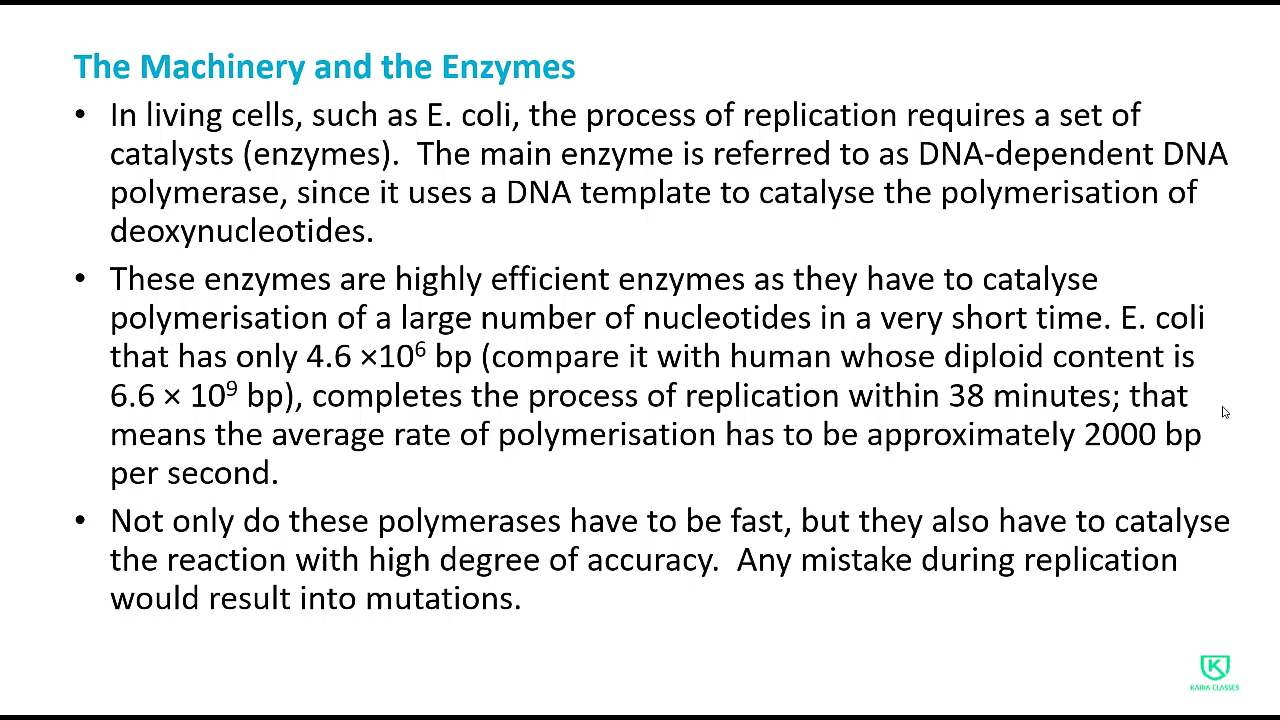 The Machinery and the Enzymes
• In living cells, such as E. coli, the process of replication requires a set of
catalysts (enzymes).  The main enzyme is referred to as DNA-dependent DNA
polymerase, since it uses a DNA template to catalyse the polymerisation of
deoxynucleotides.
• These enzymes are highly efficient enzymes as they have to catalyse
polymerisation of a large number of nucleotides in a very short time. E. coli
that has only 4.6 ×10⁶ bp (compare it with human whose diploid content is
6.6 × 10⁹ bp), completes the process of replication within 38 minutes; that
means the average rate of polymerisation has to be approximately 2000 bp
per second.
• Not only do these polymerases have to be fast, but they also have to catalyse
the reaction with high degree of accuracy.  Any mistake during replication
would result into mutations.
K
KAIRA CLASSES